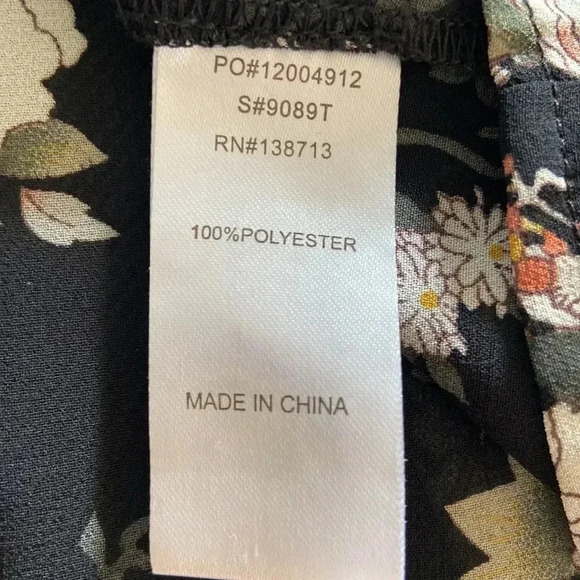 PO#12004912
S#9089T
RN#138713
100%POLYESTER
MADE IN CHINA